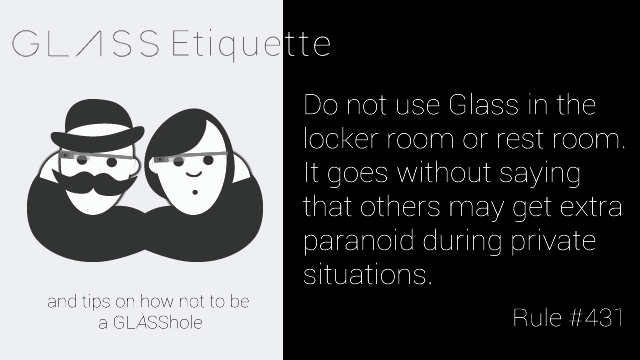 GLASS Etiquette
Do not use Glass in the
locker room or rest room.
It goes without saying
that others may get extra
paranoid during private
situations.
Rule #431
and tips on how not to be
a GLASShole